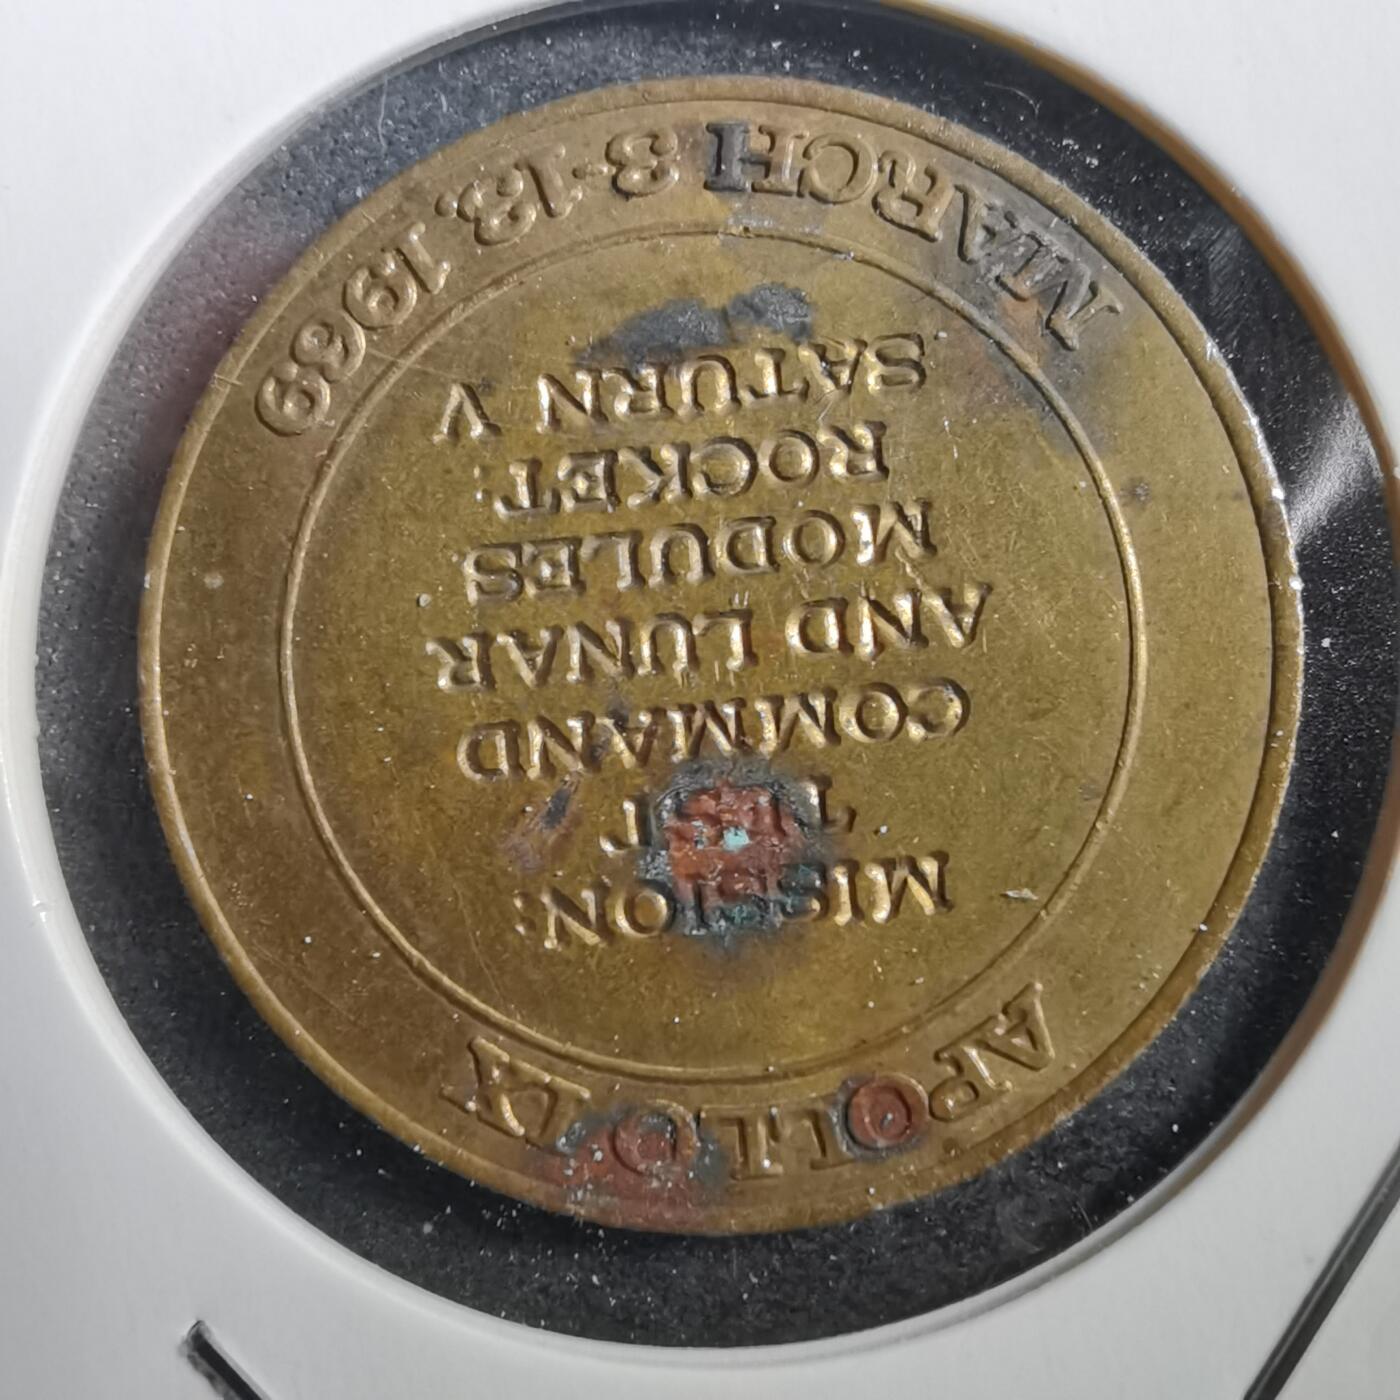 APOLLO IX
MISSION:
TEST
COMMAND
AND LUNAR
MODULES
ROCKET:
SATURN V
MARCH 3-13, 1969